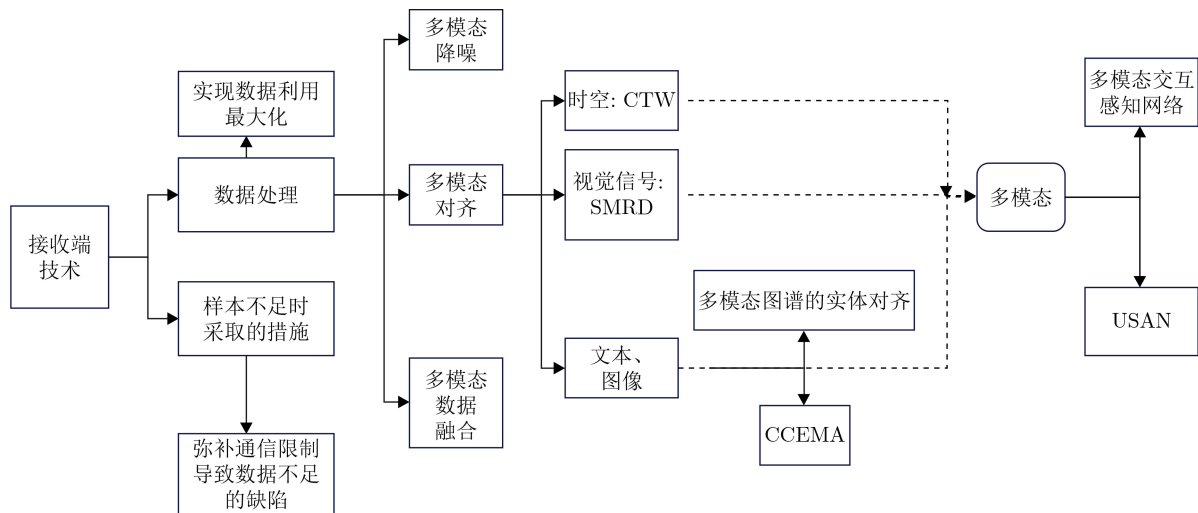 接收端
技术
实现数据利用
最大化
数据处理
样本不足时
采取的措施
弥补通信限制
导致数据不足
的缺陷
多模态
降噪
多模态
对齐
多模态
数据
融合
时空: CTW
视觉信号:
SMRD
文本、
图像
多模态图谱的实体对齐
CCEMA
多模态
多模态交互
感知网络
USAN